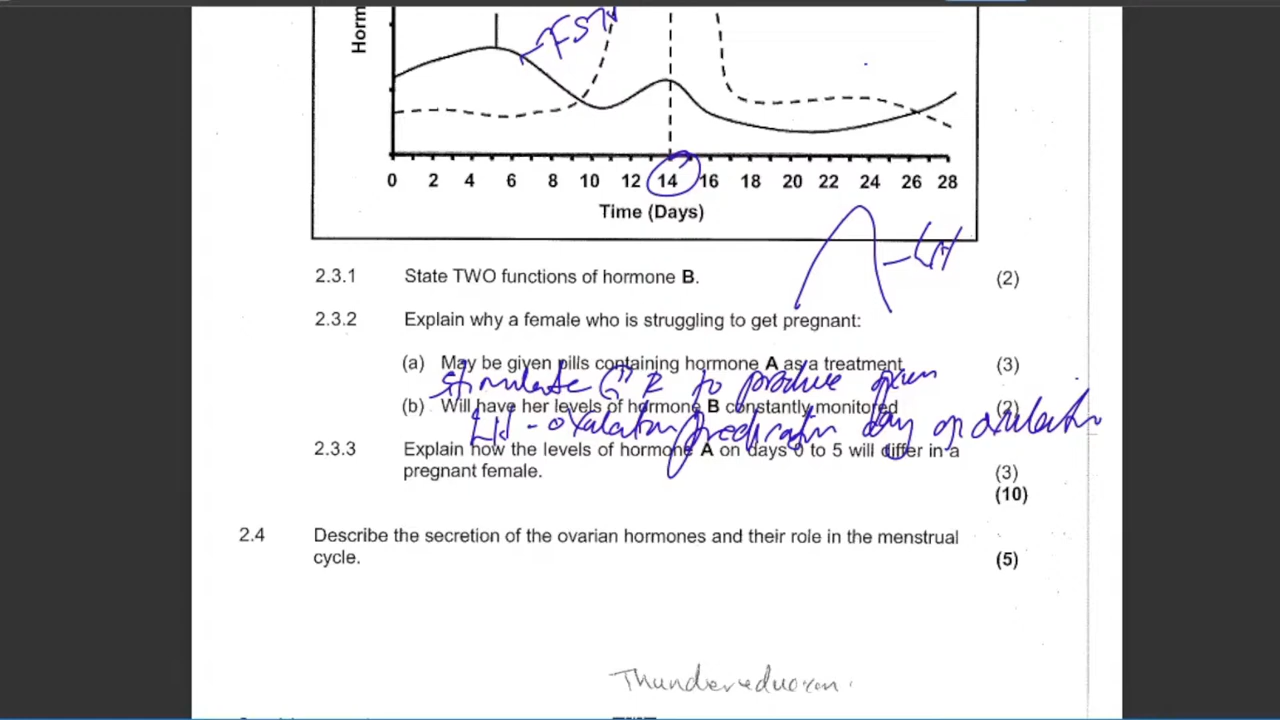 Horm
FSH
0 2 4 6 8 10 12 14 16 18 20 22 24 26 28
Time (Days)
LH
2.3.1 State TWO functions of hormone B. (2)
2.3.2 Explain why a female who is struggling to get pregnant:
(a) May be given pills containing hormone A as a treatment (3)
stimulate to produce
(b) Will have her levels of hormone B constantly monitored (2)
LH - day of
2.3.3 Explain how the levels of hormone A on days 0 to 5 will differ in a
pregnant female. (3)
(10)
2.4 Describe the secretion of the ovarian hormones and their role in the menstrual
cycle. (5)